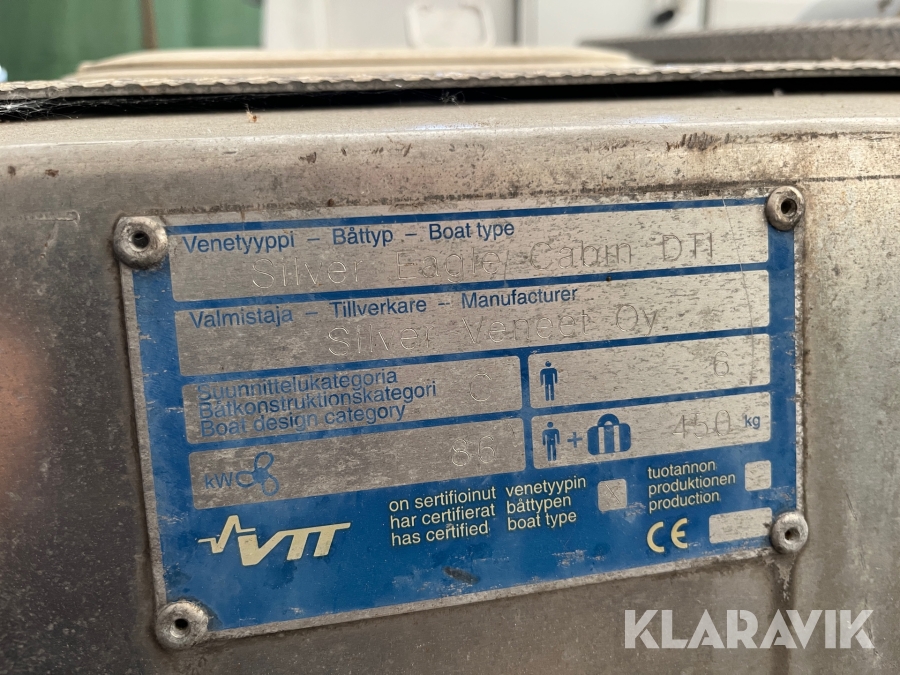 Venetyyppi – Båttyp – Boat type
Silver Eagle/Cabin DTI
Valmistaja – Tillverkare – Manufacturer
Silver Veneet Oy
Suunnittelukategoria
Båtkonstruktionskategori
Boat design category
C
6
kW
86
+
450 kg
VTT
on sertifioinut
har certifierat
has certified
venetyypin
båttypen
boat type
X
tuotannon
produktionen
production
CE
KLARAVIK